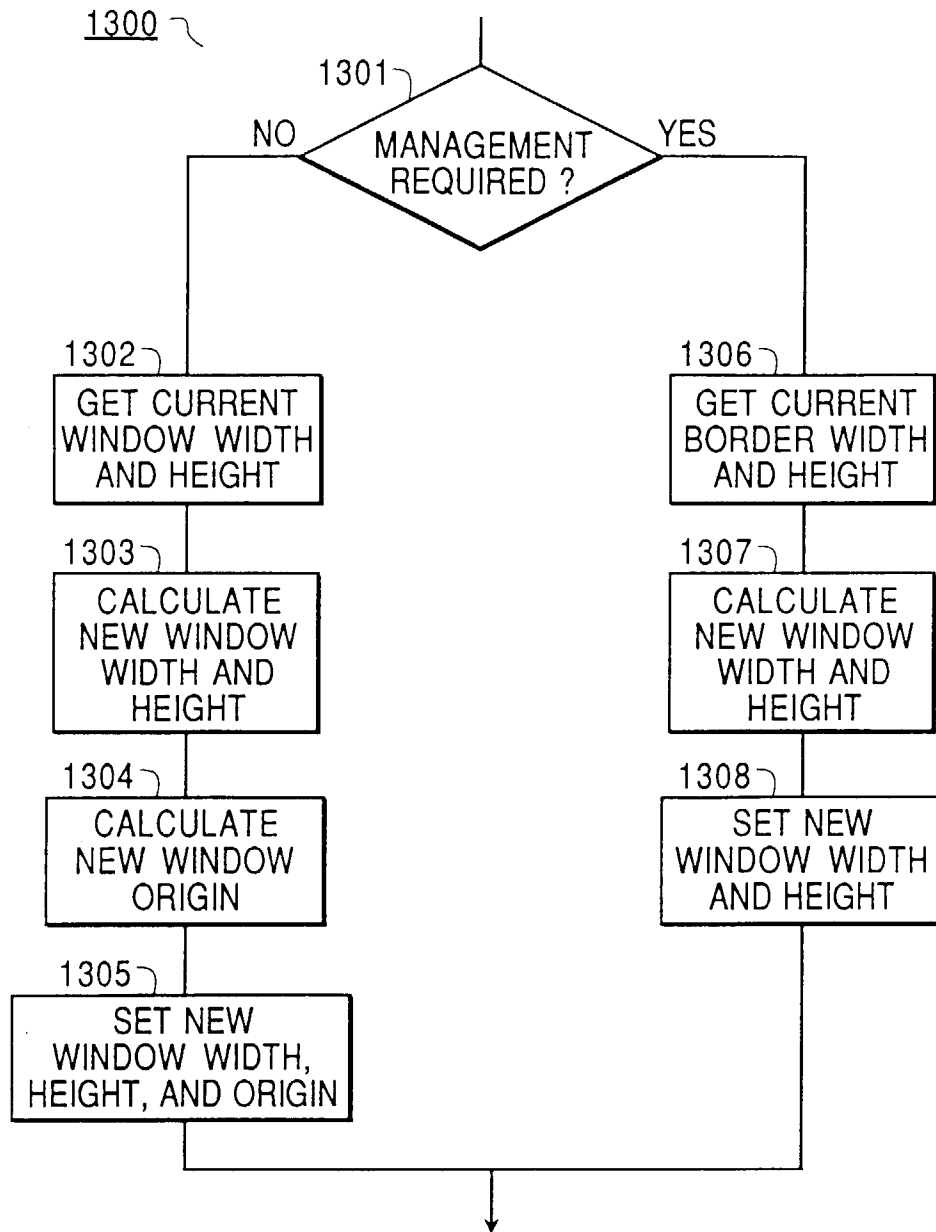 1300
1301
NO
YES
MANAGEMENT
REQUIRED ?
1302
GET CURRENT
WINDOW WIDTH
AND HEIGHT
1303
CALCULATE
NEW WINDOW
WIDTH AND
HEIGHT
1304
CALCULATE
NEW WINDOW
ORIGIN
1305
SET NEW
WINDOW WIDTH,
HEIGHT, AND ORIGIN
1306
GET CURRENT
BORDER WIDTH
AND HEIGHT
1307
CALCULATE
NEW WINDOW
WIDTH AND
HEIGHT
1308
SET NEW
WINDOW WIDTH
AND HEIGHT